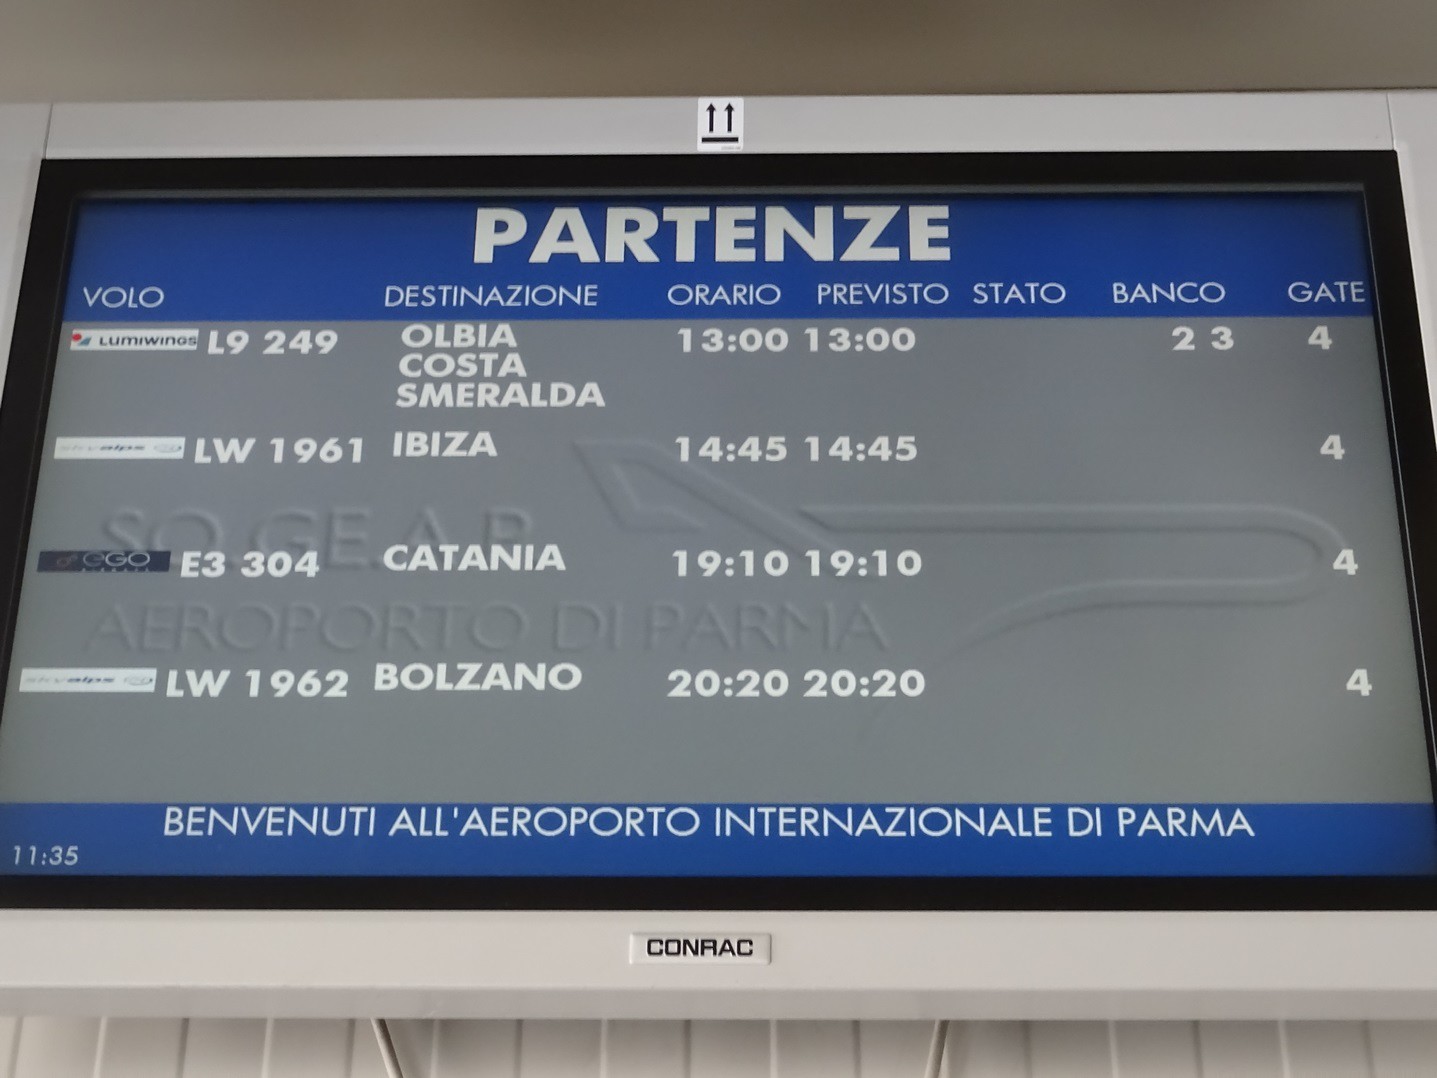 PARTENZE
VOLO DESTINAZIONE ORARIO PREVISTO STATO BANCO GATE
LUMIWINGS L9 249 OLBIA 13:00 13:00 2 3 4
COSTA
SMERALDA
skyalps LW 1961 IBIZA 14:45 14:45 4
SO.GE.A.P.
EGO E3 304 CATANIA 19:10 19:10 4
AEROPORTO DI PARMA
skyalps LW 1962 BOLZANO 20:20 20:20 4
BENVENUTI ALL'AEROPORTO INTERNAZIONALE DI PARMA
11:35
CONRAC